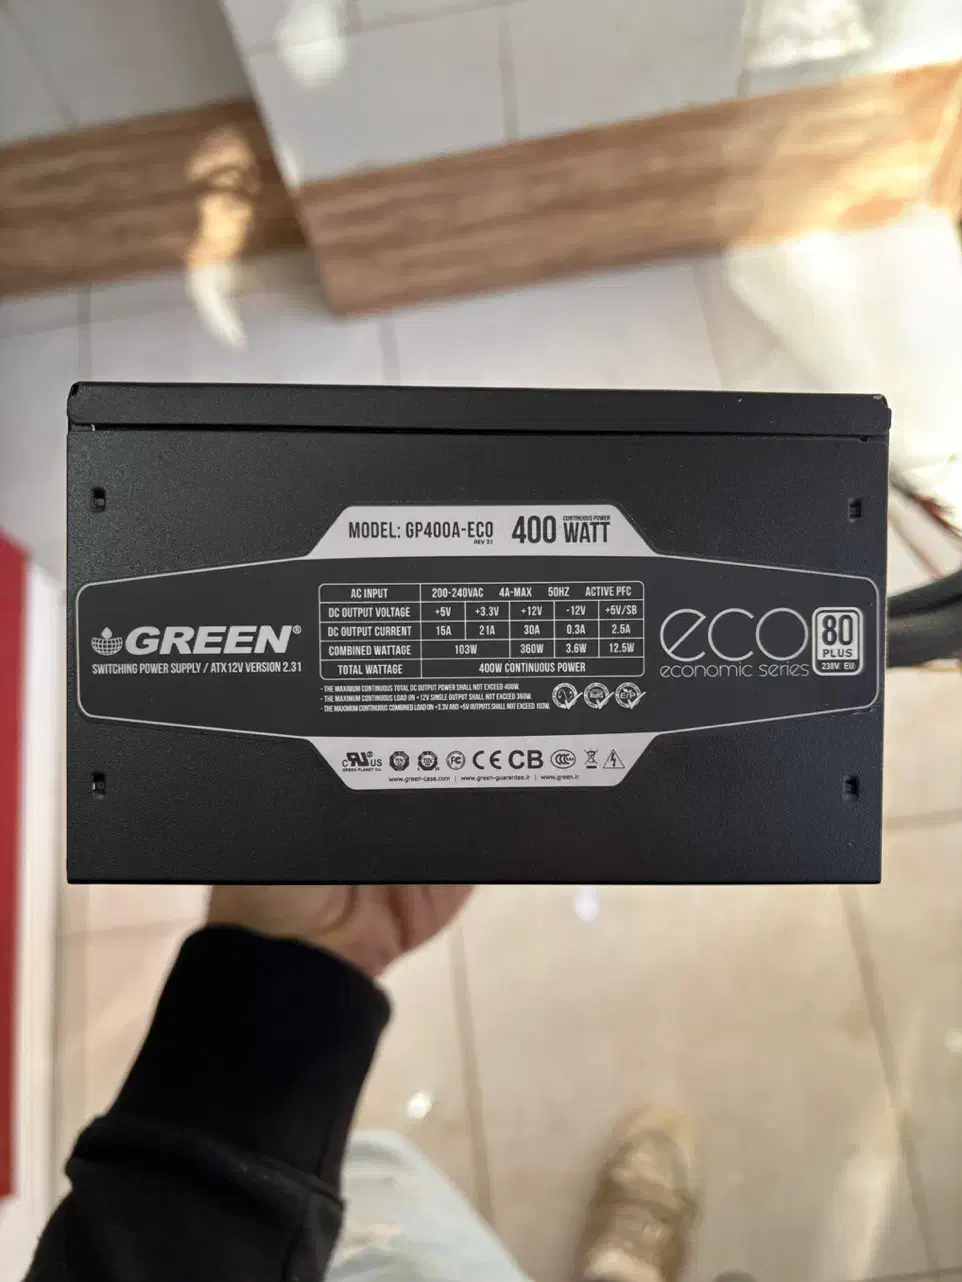 MODEL: GP400A-ECO 400 CONTINUOUS POWER WATT
REV 3.1
GREEN®
SWITCHING POWER SUPPLY / ATX12V VERSION 2.31
AC INPUT 200-240VAC 4A-MAX 50HZ ACTIVE PFC
DC OUTPUT VOLTAGE +5V +3.3V +12V -12V +5V/SB
DC OUTPUT CURRENT 15A 21A 30A 0.3A 2.5A
COMBINED WATTAGE 103W 360W 3.6W 12.5W
TOTAL WATTAGE 400W CONTINUOUS POWER
- THE MAXIMUM CONTINUOUS TOTAL DC OUTPUT POWER SHALL NOT EXCEED 400W.
- THE MAXIMUM CONTINUOUS LOAD ON +12V SINGLE OUTPUT SHALL NOT EXCEED 360W.
- THE MAXIMUM CONTINUOUS COMBINED LOAD ON +3.3V AND +5V OUTPUTS SHALL NOT EXCEED 103W.
RoHS
eco
economic series
80
PLUS
230V EU
c UL® US
GREEN PLANET Co.
FC CE CB CCC
www.green-case.com | www.green-guarantee.ir | www.green.ir